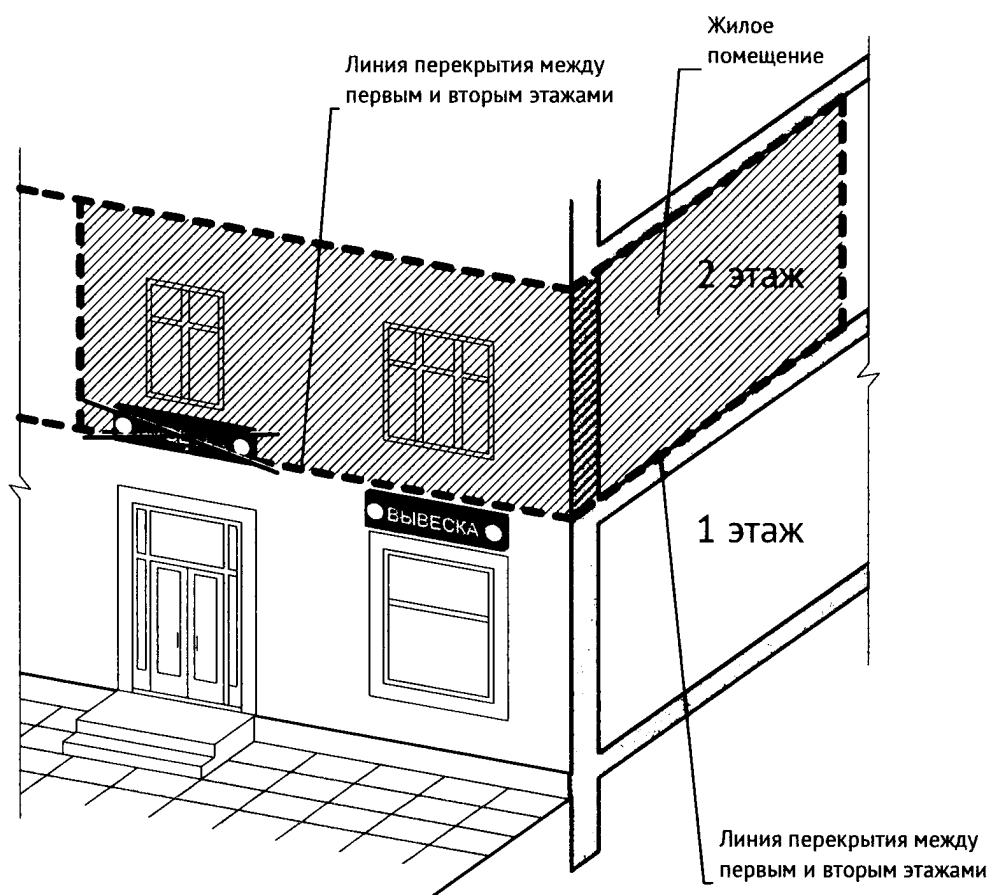 Жилое
помещение
Линия перекрытия между
первым и вторым этажами
2 этаж
ВЫВЕСКА
1 этаж
Линия перекрытия между
первым и вторым этажами